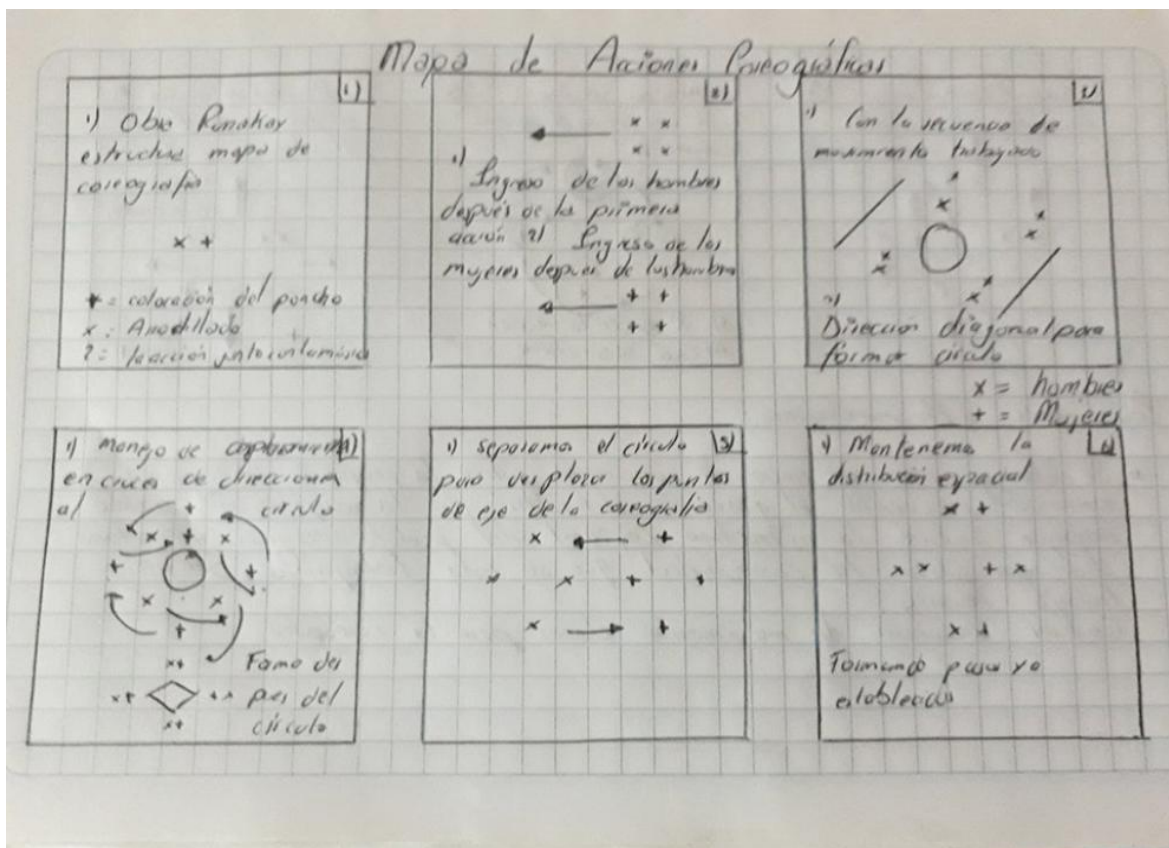 Mapa de Acciones Coreográficas
1)
1) Obra Runakay
estructura mapa de
coreografía
x +
+ = colocación del poncho
x = Arrodillado
2 = reacción
2)
x x
x x
1)
Ingreso de los hombres
después de la primera
acción 2) Ingreso de las
mujeres después de los hombres
+ +
+ +
1) Con la secuencia de
movimiento trabajado
2)
Dirección diagonal para
formar círculo
x = hombres
+ = Mujeres
1) manejo de
en cruces de direcciones
al círculo
Forma
del
círculo
5)
1) separamos el círculo
para desplazar los puntos
de eje de la coreografía
x +
x x + +
x +
6)
1) Mantenemos la
distribución espacial
x +
x x + x
x +
Formando
establecidos